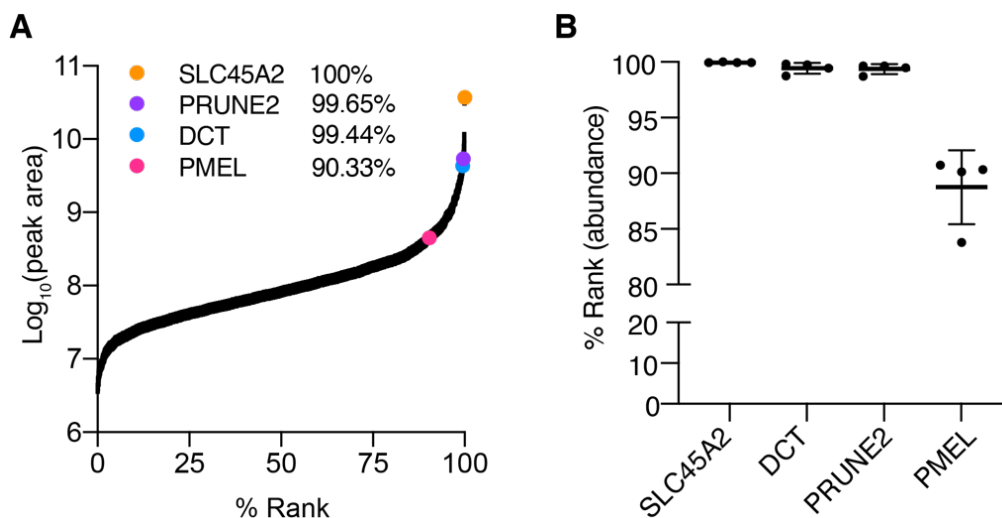 A
Log₁₀(peak area)
11
10
9
8
7
6
SLC45A2 100%
PRUNE2 99.65%
DCT 99.44%
PMEL 90.33%
0 25 50 75 100
% Rank
B
% Rank (abundance)
100
95
90
85
80
20
10
0
SLC45A2
DCT
PRUNE2
PMEL